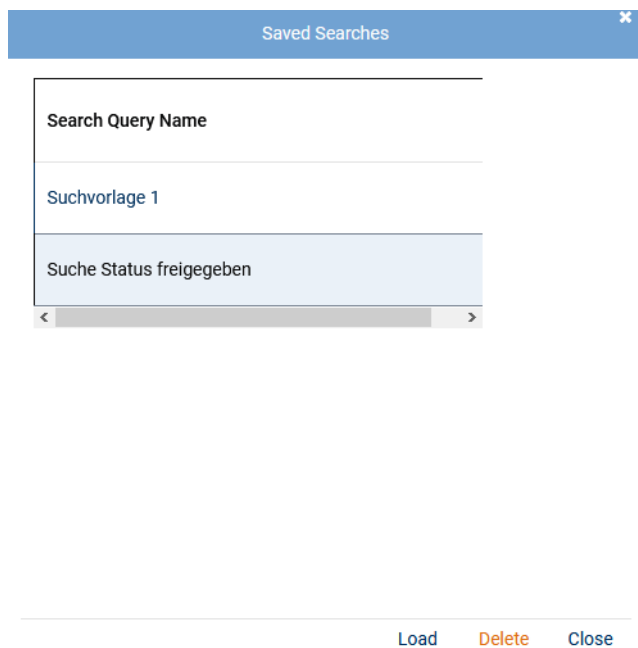 Saved Searches
Search Query Name
Suchvorlage 1
Suche Status freigegeben
Load Delete Close